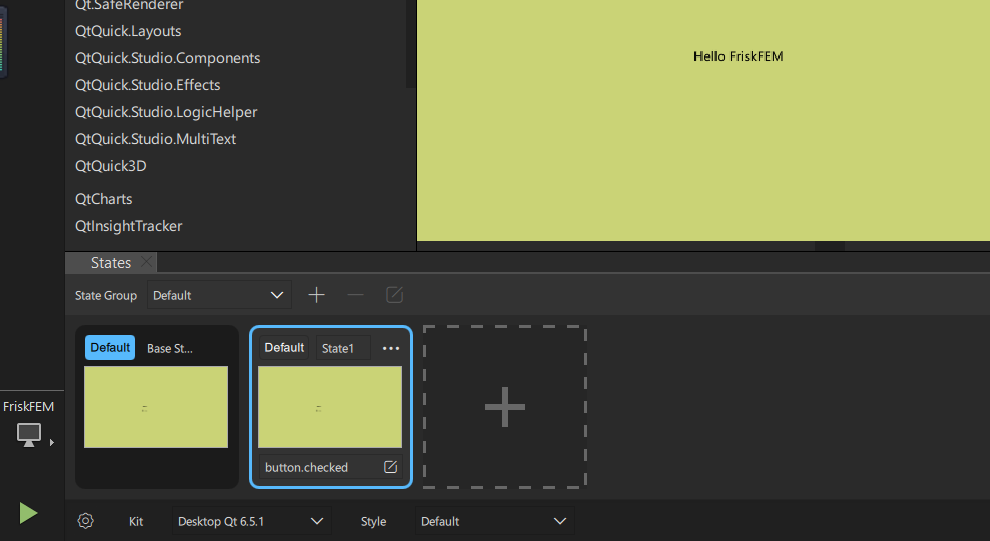 Qt.SafeRenderer
QtQuick.Layouts
QtQuick.Studio.Components
QtQuick.Studio.Effects
QtQuick.Studio.LogicHelper
QtQuick.Studio.MultiText
QtQuick3D
QtCharts
QtInsightTracker
Hello FriskFEM
States
State Group Default
Default Base St...
Default State1
button.checked
FriskFEM
Kit Desktop Qt 6.5.1 Style Default